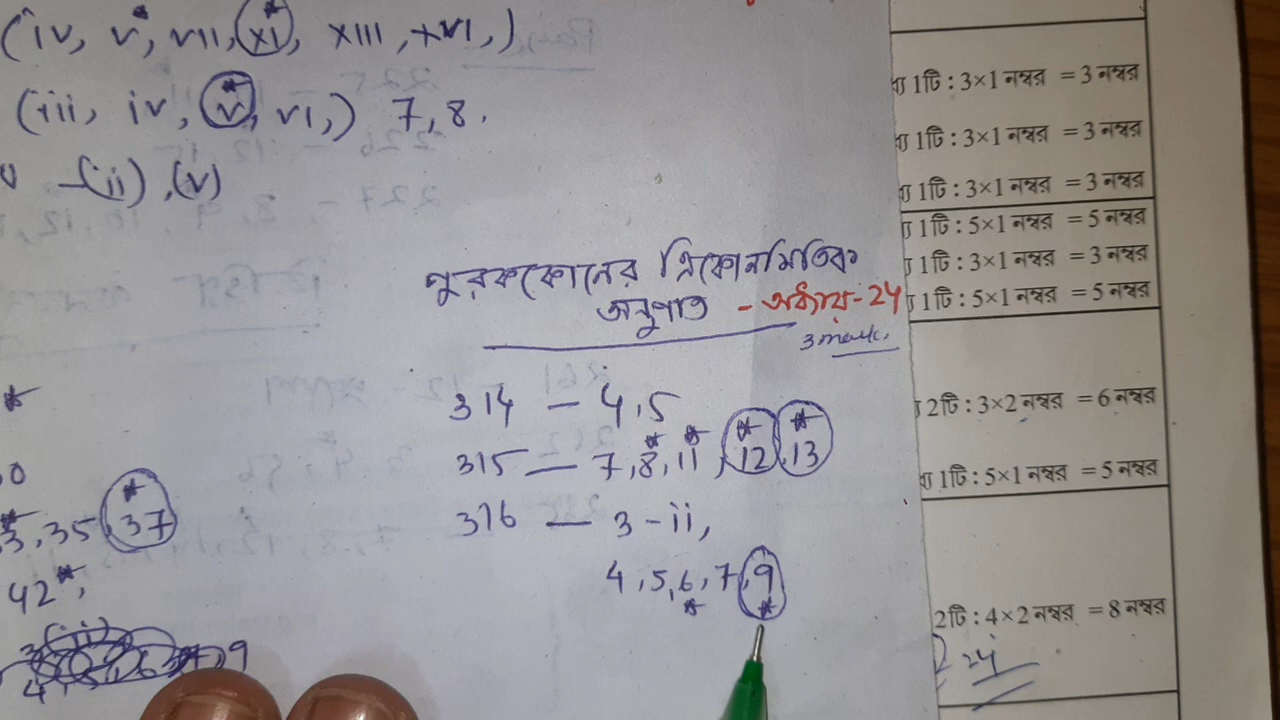 (iv, v, vii, xi, xiii, xvi,)
(iii, iv, v, vi,) 7, 8.
-(ii), (v)
পুরককোনের ত্রিকোনমিতিক
অনুপাত - অধ্যায়-24
3 mark.
314 — 4, 5
315 — 7, 8, 11, 12, 13
316 — 3-ii,
4, 5, 6, 7, 9
35, 37
42,
9
1টি : 3×1 নম্বর = 3 নম্বর
1টি : 3×1 নম্বর = 3 নম্বর
1টি : 3×1 নম্বর = 3 নম্বর
1টি : 5×1 নম্বর = 5 নম্বর
1টি : 3×1 নম্বর = 3 নম্বর
1টি : 5×1 নম্বর = 5 নম্বর
2টি : 3×2 নম্বর = 6 নম্বর
1টি : 5×1 নম্বর = 5 নম্বর
2টি : 4×2 নম্বর = 8 নম্বর
24